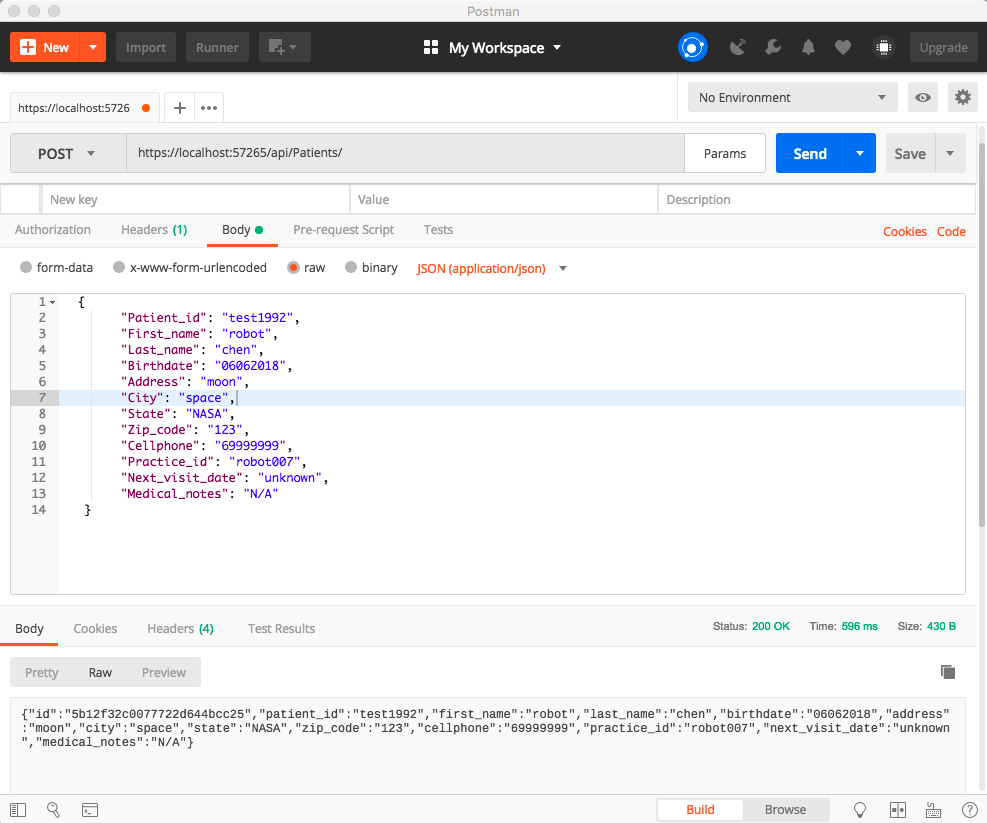 Postman
New Import Runner My Workspace Upgrade
https://localhost:5726 No Environment
POST https://localhost:57265/api/Patients/ Params Send Save
New key Value Description
Authorization Headers (1) Body Pre-request Script Tests Cookies Code
form-data x-www-form-urlencoded raw binary JSON (application/json)
1 {
2 "Patient_id": "test1992",
3 "First_name": "robot",
4 "Last_name": "chen",
5 "Birthdate": "06062018",
6 "Address": "moon",
7 "City": "space",
8 "State": "NASA",
9 "Zip_code": "123",
10 "Cellphone": "69999999",
11 "Practice_id": "robot007",
12 "Next_visit_date": "unknown",
13 "Medical_notes": "N/A"
14 }
Body Cookies Headers (4) Test Results Status: 200 OK Time: 596 ms Size: 430 B
Pretty Raw Preview
{"id":"5b12f32c0077722d644bcc25","patient_id":"test1992","first_name":"robot","last_name":"chen","birthdate":"06062018","address"
:"moon","city":"space","state":"NASA","zip_code":"123","cellphone":"69999999","practice_id":"robot007","next_visit_date":"unknown
","medical_notes":"N/A"}
Build Browse